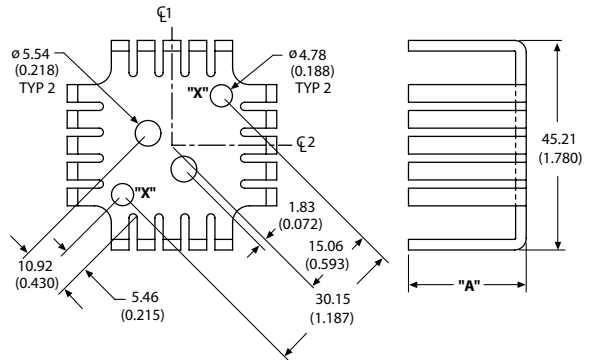 ℄1
ø 5.54
(0.218)
TYP 2
ø 4.78
(0.188)
TYP 2
"X"
℄2
45.21
(1.780)
"X"
1.83
(0.072)
15.06
(0.593)
10.92
(0.430)
5.46
(0.215)
30.15
(1.187)
"A"